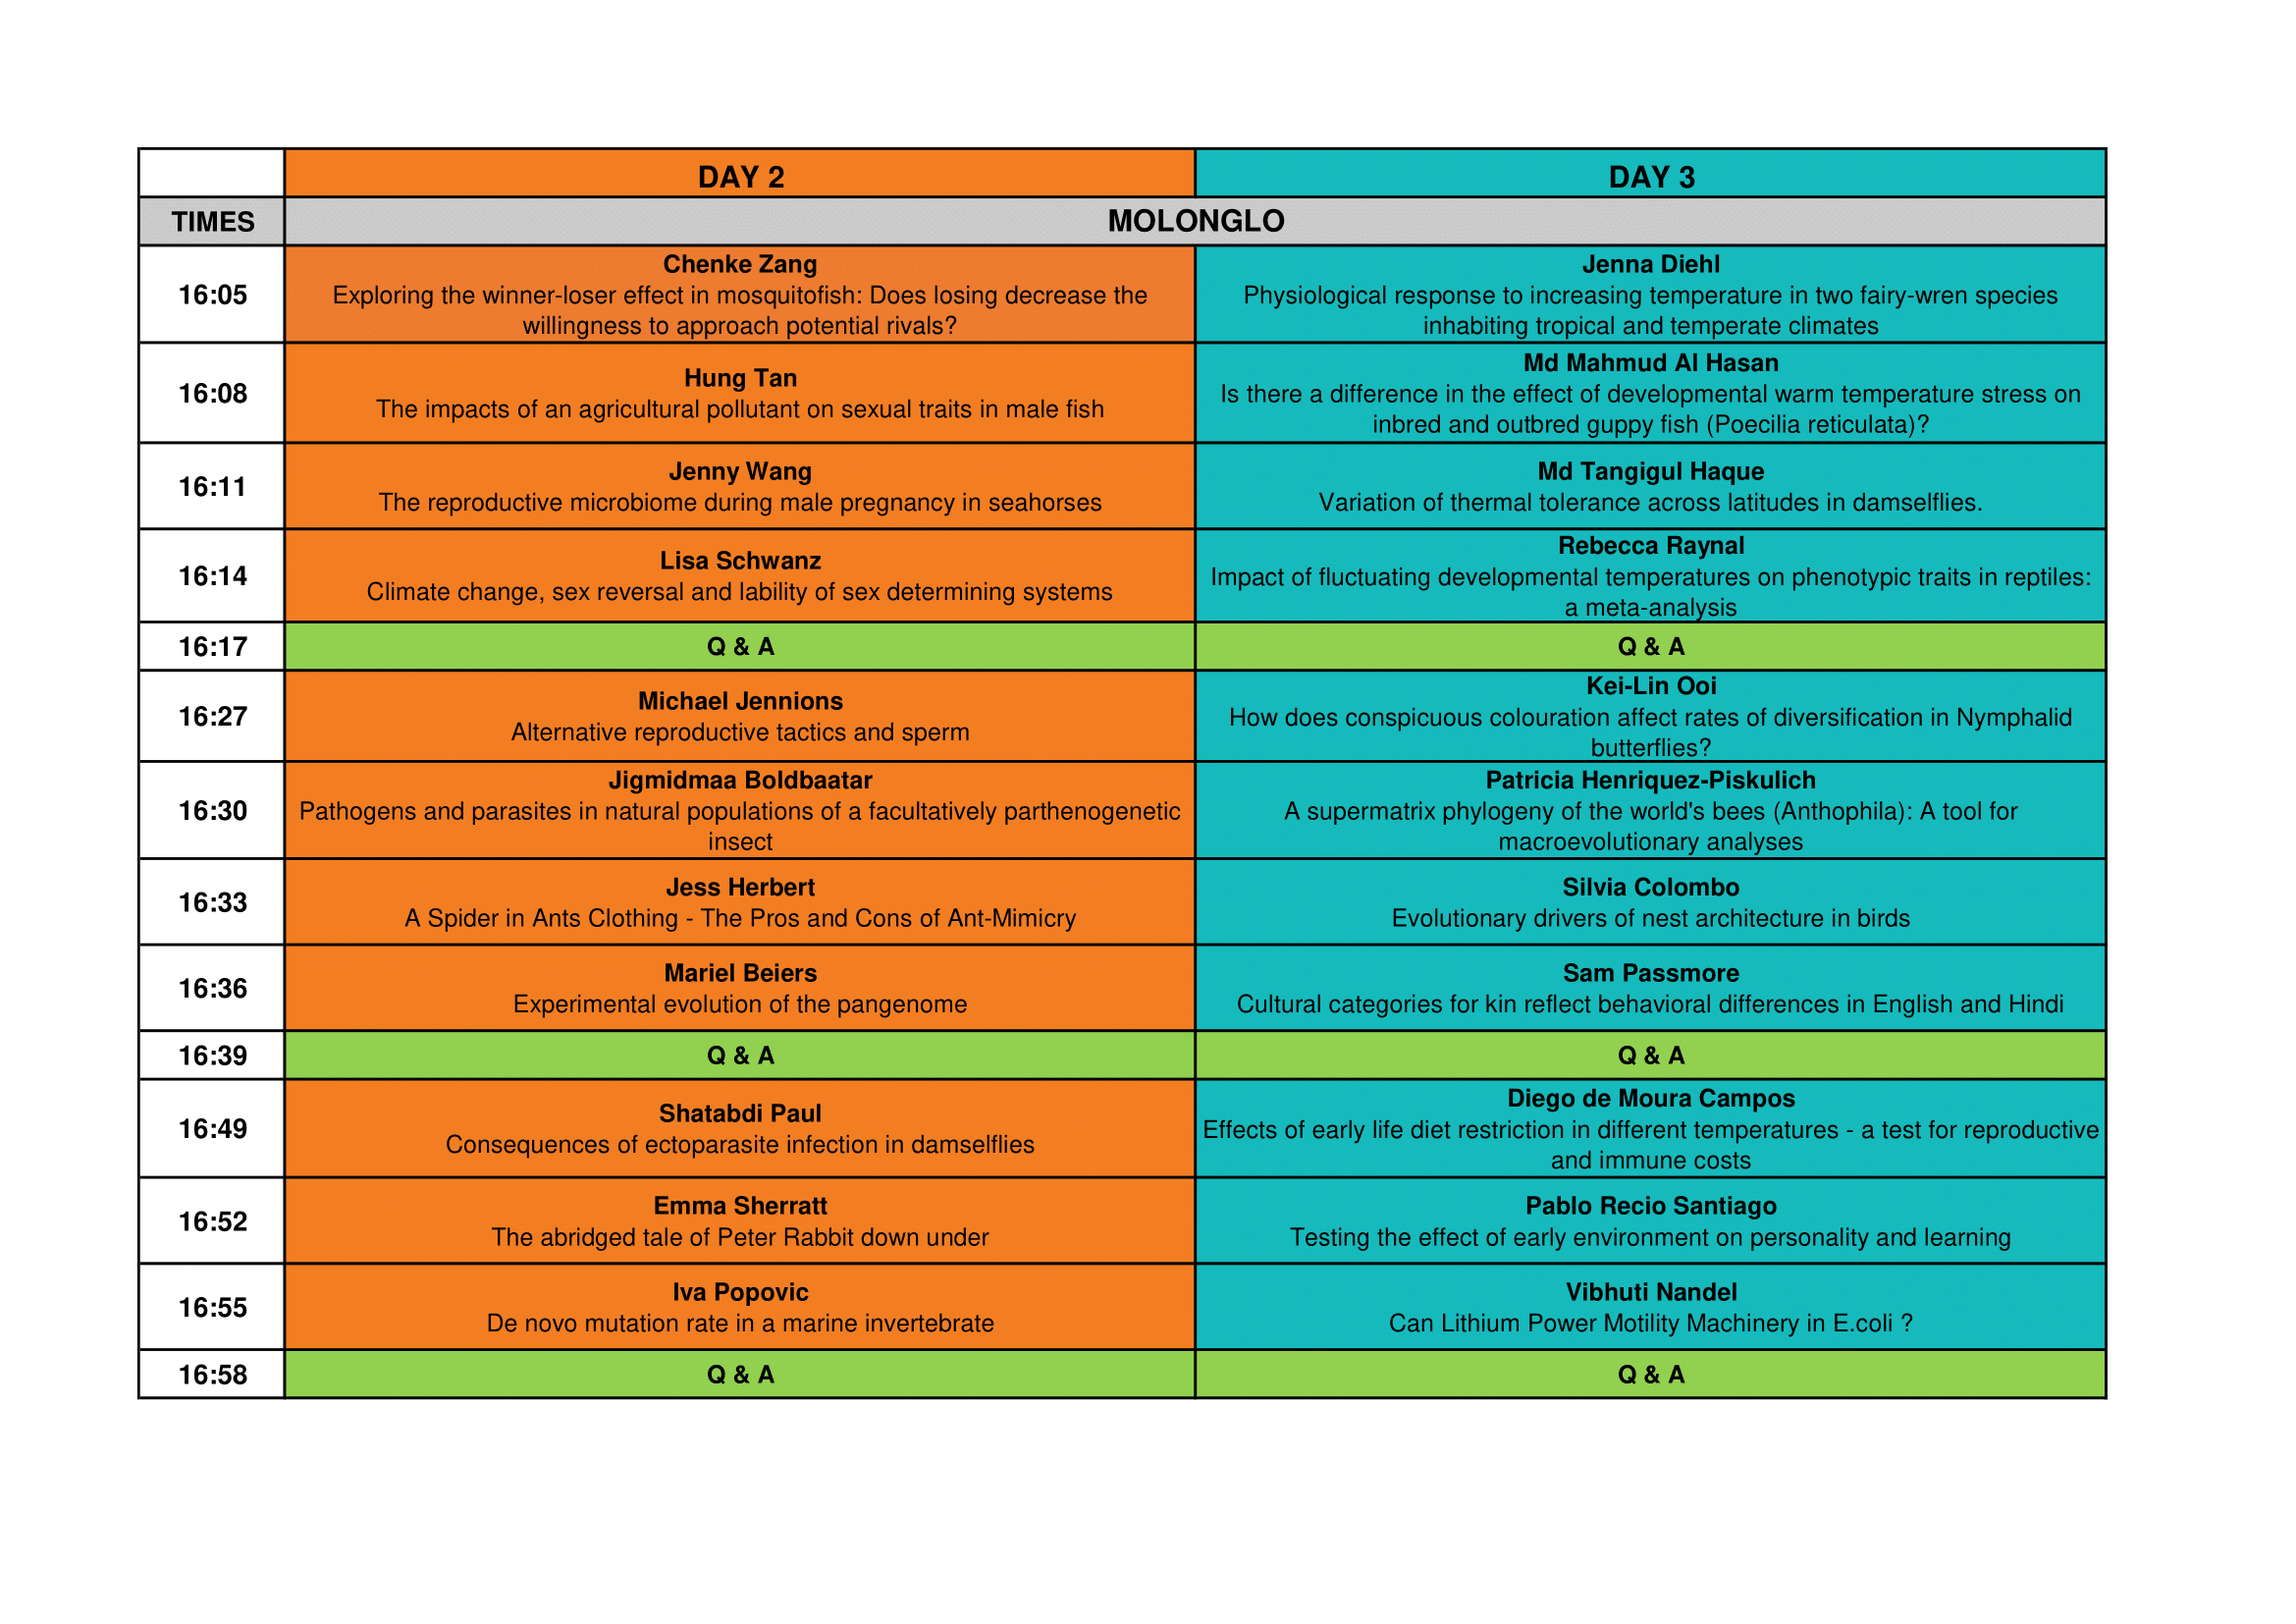 DAY 2 DAY 3
TIMES MOLONGLO
16:05
Chenke Zang
Exploring the winner-loser effect in mosquitofish: Does losing decrease the
willingness to approach potential rivals?
Jenna Diehl
Physiological response to increasing temperature in two fairy-wren species
inhabiting tropical and temperate climates
16:08
Hung Tan
The impacts of an agricultural pollutant on sexual traits in male fish
Md Mahmud Al Hasan
Is there a difference in the effect of developmental warm temperature stress on
inbred and outbred guppy fish (Poecilia reticulata)?
16:11
Jenny Wang
The reproductive microbiome during male pregnancy in seahorses
Md Tangigul Haque
Variation of thermal tolerance across latitudes in damselflies.
16:14
Lisa Schwanz
Climate change, sex reversal and lability of sex determining systems
Rebecca Raynal
Impact of fluctuating developmental temperatures on phenotypic traits in reptiles:
a meta-analysis
16:17
Q & A
Q & A
16:27
Michael Jennions
Alternative reproductive tactics and sperm
Kei-Lin Ooi
How does conspicuous colouration affect rates of diversification in Nymphalid
butterflies?
16:30
Jigmidmaa Boldbaatar
Pathogens and parasites in natural populations of a facultatively parthenogenetic
insect
Patricia Henriquez-Piskulich
A supermatrix phylogeny of the world's bees (Anthophila): A tool for
macroevolutionary analyses
16:33
Jess Herbert
A Spider in Ants Clothing - The Pros and Cons of Ant-Mimicry
Silvia Colombo
Evolutionary drivers of nest architecture in birds
16:36
Mariel Beiers
Experimental evolution of the pangenome
Sam Passmore
Cultural categories for kin reflect behavioral differences in English and Hindi
16:39
Q & A
Q & A
16:49
Shatabdi Paul
Consequences of ectoparasite infection in damselflies
Diego de Moura Campos
Effects of early life diet restriction in different temperatures - a test for reproductive
and immune costs
16:52
Emma Sherratt
The abridged tale of Peter Rabbit down under
Pablo Recio Santiago
Testing the effect of early environment on personality and learning
16:55
Iva Popovic
De novo mutation rate in a marine invertebrate
Vibhuti Nandel
Can Lithium Power Motility Machinery in E.coli ?
16:58
Q & A
Q & A